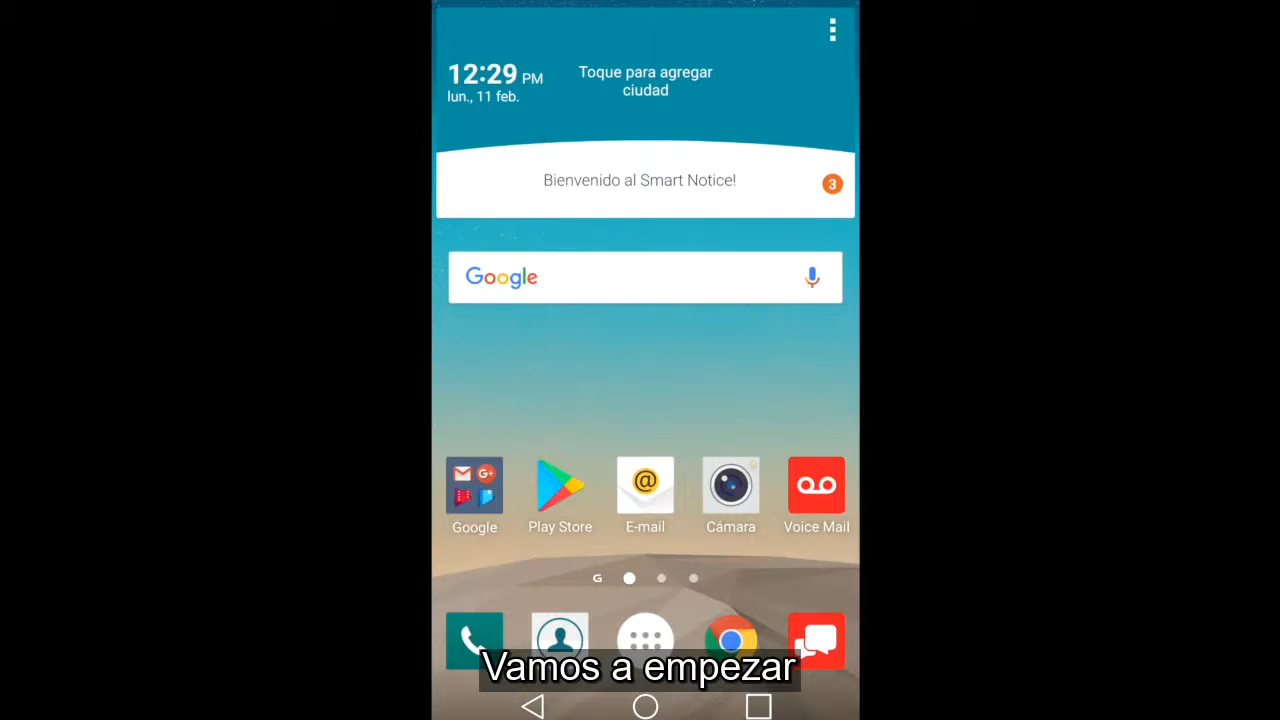 12:29 PM
lun., 11 feb.
Toque para agregar
ciudad
Bienvenido al Smart Notice!
3
Google
G+
Google
Play Store
@
E-mail
Cámara
Voice Mail
G
Vamos a empezar